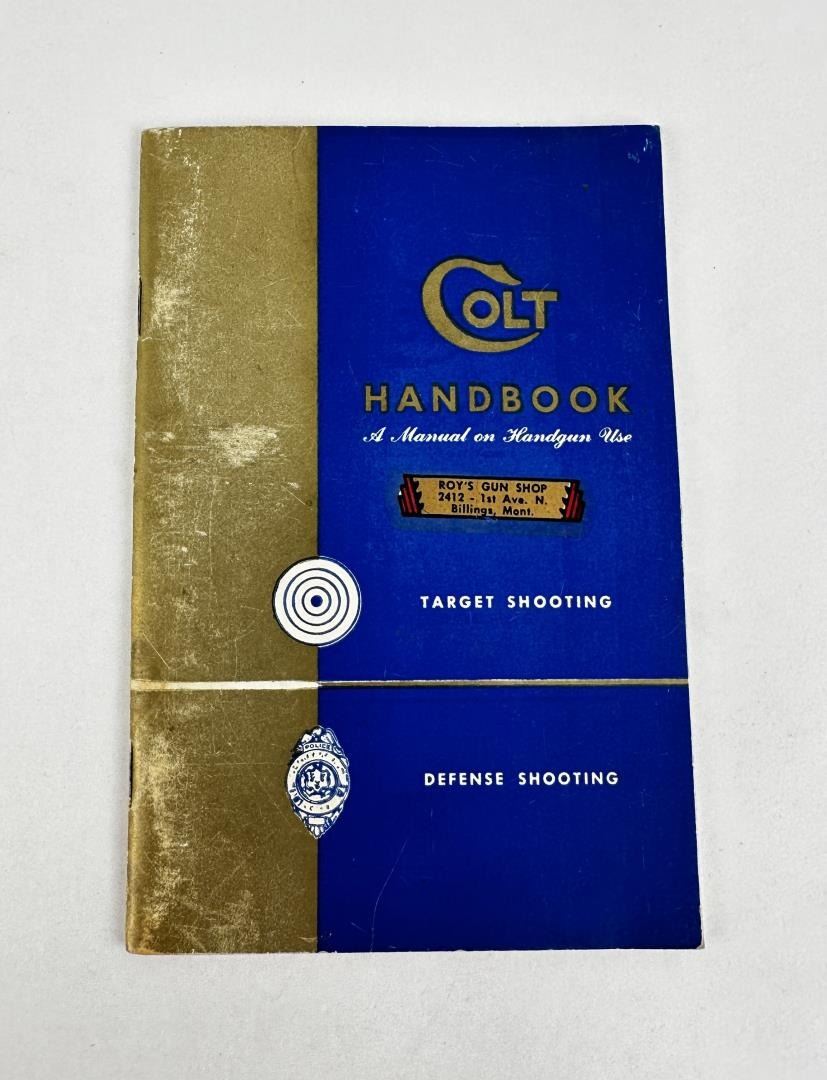 COLT
HANDBOOK
A Manual on Handgun Use
ROY'S GUN SHOP
2412 - 1st Ave. N.
Billings, Mont.
TARGET SHOOTING
POLICE
DEFENSE SHOOTING